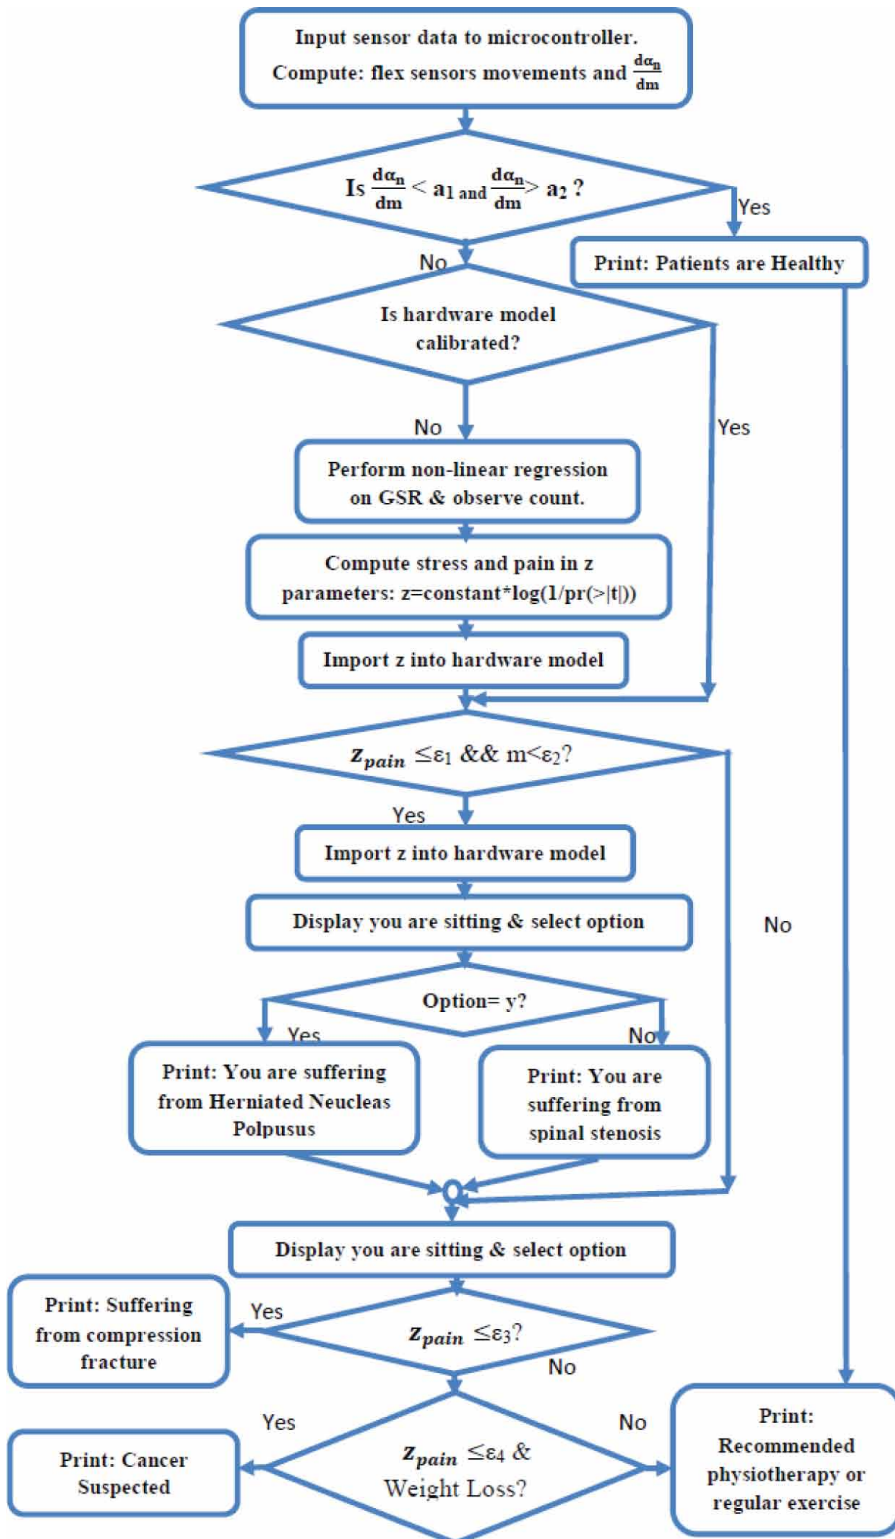 Input sensor data to microcontroller.
Compute: flex sensors movements and dαₙ/dm
Is dαₙ/dm < a₁ and dαₙ/dm > a₂ ?
Yes
Print: Patients are Healthy
No
Is hardware model
calibrated?
No
Yes
Perform non-linear regression
on GSR & observe count.
Compute stress and pain in z
parameters: z=constant*log(1/pr(>|t|))
Import z into hardware model
z_pain ≤ε₁ && m<ε₂?
Yes
Import z into hardware model
Display you are sitting & select option
No
Option= y?
Yes
No
Print: You are suffering
from Herniated Neucleas
Polpusus
Print: You are
suffering from
spinal stenosis
Display you are sitting & select option
Print: Suffering
from compression
fracture
Yes
z_pain ≤ε₃?
No
Yes
No
Print: Cancer
Suspected
z_pain ≤ε₄ &
Weight Loss?
Print:
Recommended
physiotherapy or
regular exercise